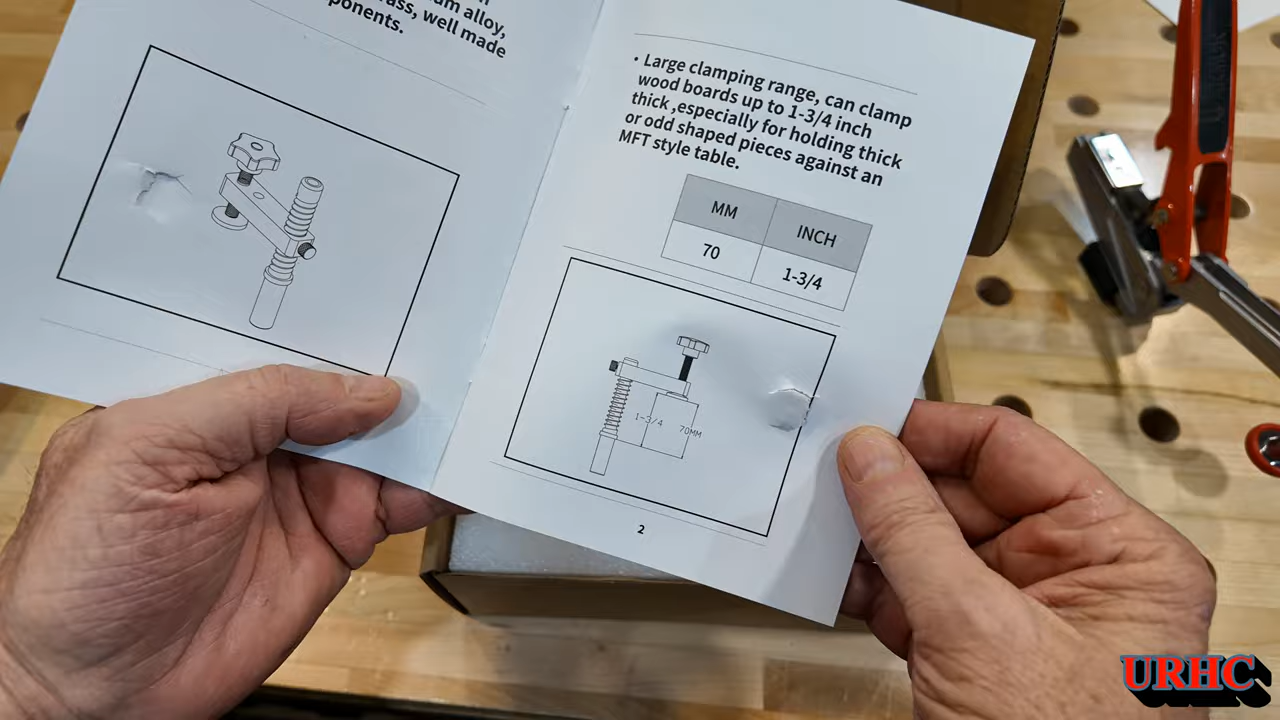 um alloy,
ass, well made
ponents.
• Large clamping range, can clamp
wood boards up to 1-3/4 inch
thick ,especially for holding thick
or odd shaped pieces against an
MFT style table.
MM INCH
70 1-3/4
1-3/4 70MM
2
URHC